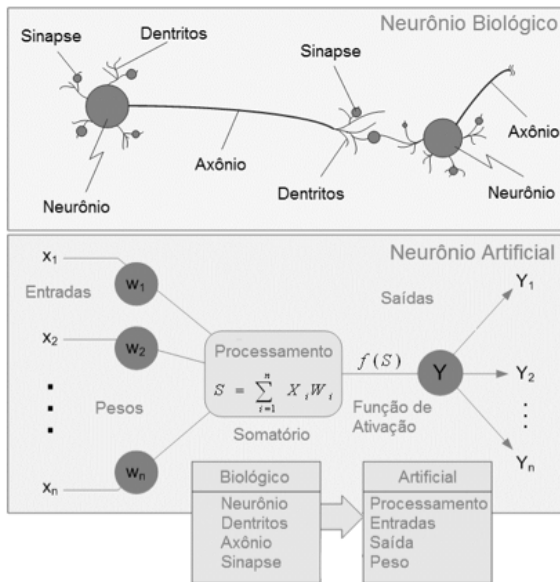 Neurônio Biológico
Sinapse
Dentritos
Sinapse
Axônio
Axônio
Dentritos
Neurônio
Neurônio
Neurônio Artificial
x1
Entradas
w1
Saídas
Y1
x2
w2
Processamento
S = ∑ i=1 n X i W i
f(S)
Y
Y2
Pesos
Somatório
Função de
Ativação
xn
wn
Yn
Biológico
Neurônio
Dentritos
Axônio
Sinapse
Artificial
Processamento
Entradas
Saída
Peso